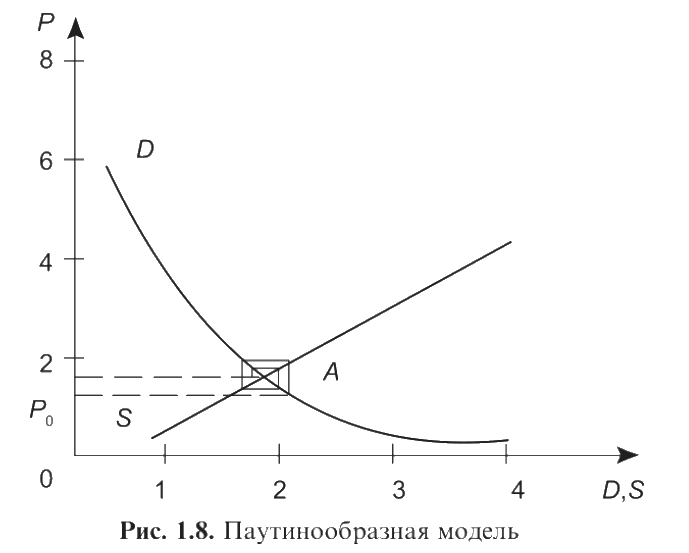 P
8
6
D
4
2
A
P₀
S
0
1 2 3 4 D,S
Рис. 1.8. Паутинообразная модель